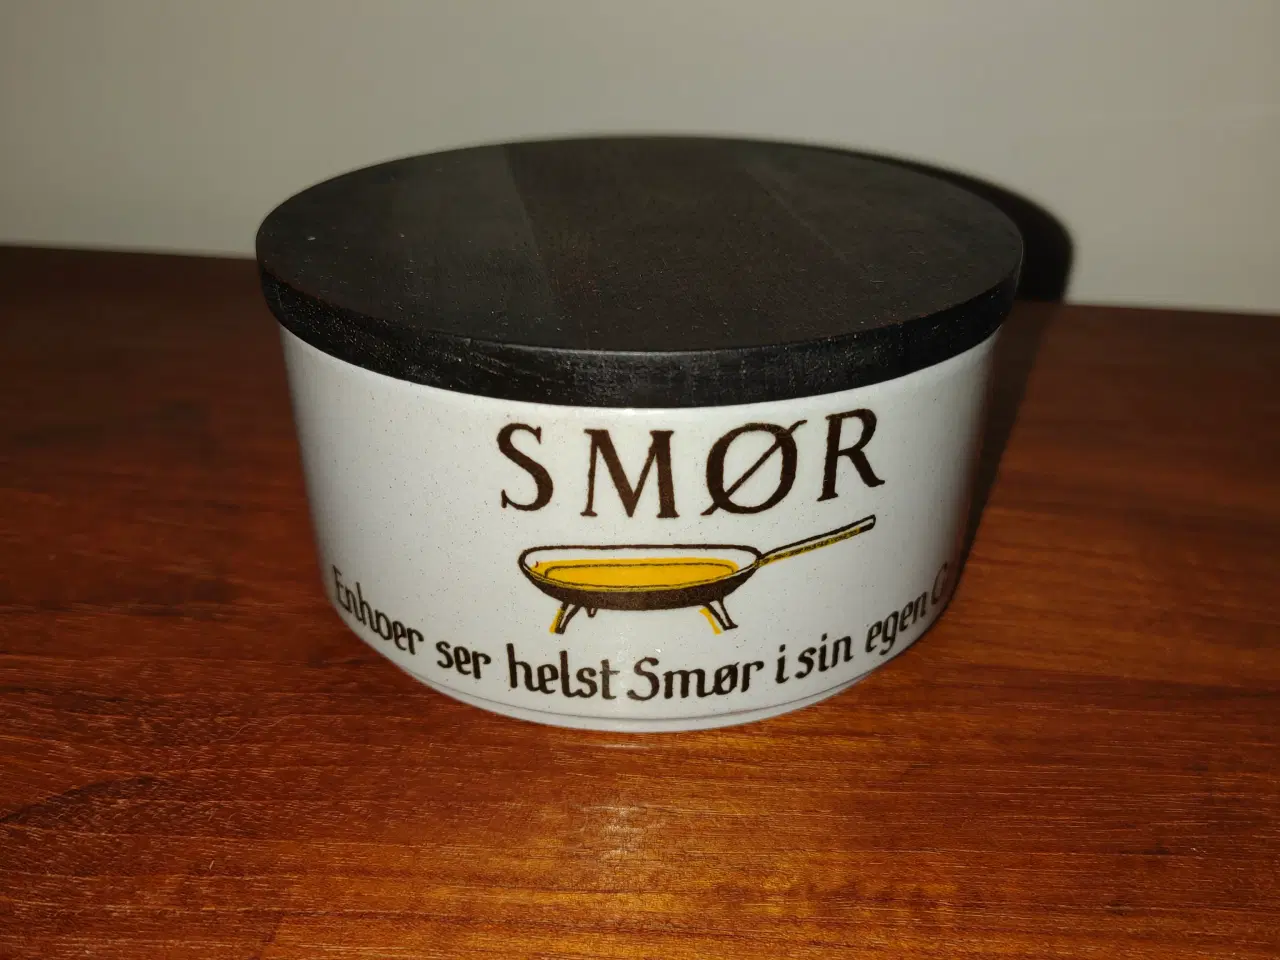 SMØR
Enhver ser helst Smør i sin egen